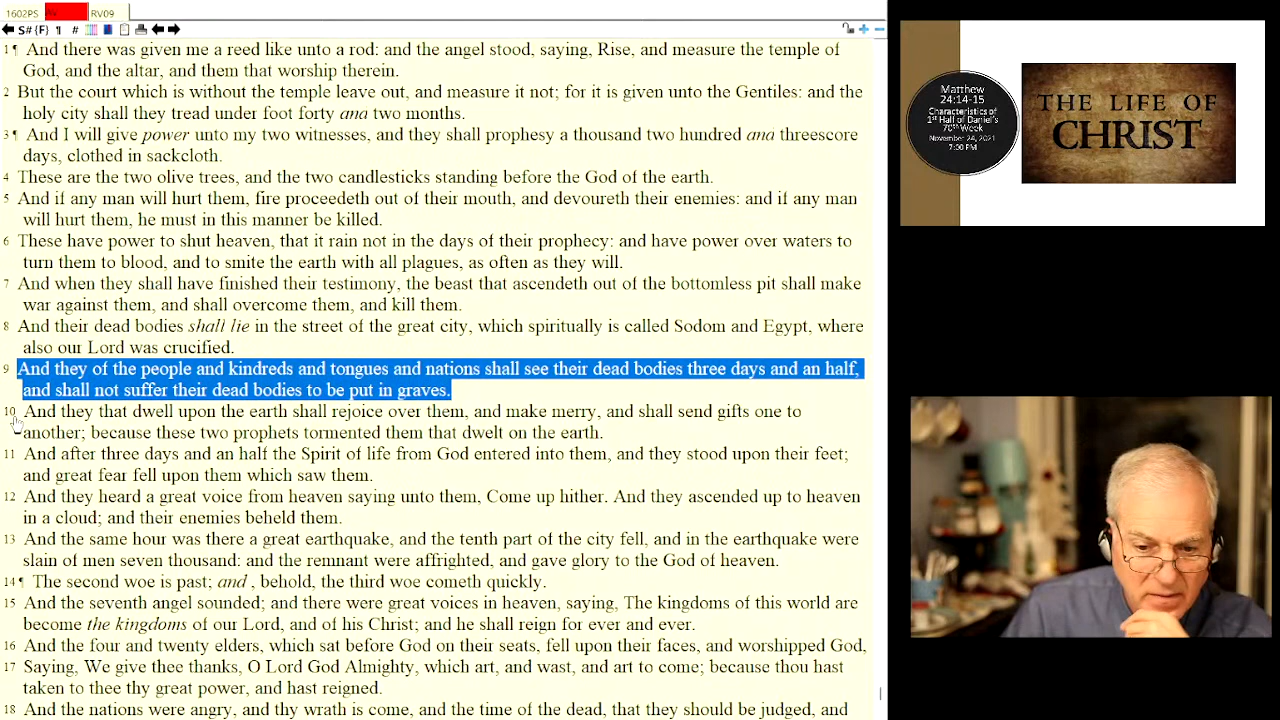 1602PS RV09
S# {F} ¶ #
1 ¶ And there was given me a reed like unto a rod: and the angel stood, saying, Rise, and measure the temple of
God, and the altar, and them that worship therein.
2 But the court which is without the temple leave out, and measure it not; for it is given unto the Gentiles: and the
holy city shall they tread under foot forty and two months.
3 ¶ And I will give power unto my two witnesses, and they shall prophesy a thousand two hundred and threescore
days, clothed in sackcloth.
4 These are the two olive trees, and the two candlesticks standing before the God of the earth.
5 And if any man will hurt them, fire proceedeth out of their mouth, and devoureth their enemies: and if any man
will hurt them, he must in this manner be killed.
6 These have power to shut heaven, that it rain not in the days of their prophecy: and have power over waters to
turn them to blood, and to smite the earth with all plagues, as often as they will.
7 And when they shall have finished their testimony, the beast that ascendeth out of the bottomless pit shall make
war against them, and shall overcome them, and kill them.
8 And their dead bodies shall lie in the street of the great city, which spiritually is called Sodom and Egypt, where
also our Lord was crucified.
9 And they of the people and kindreds and tongues and nations shall see their dead bodies three days and an half,
and shall not suffer their dead bodies to be put in graves.
10 And they that dwell upon the earth shall rejoice over them, and make merry, and shall send gifts one to
another; because these two prophets tormented them that dwelt on the earth.
11 And after three days and an half the Spirit of life from God entered into them, and they stood upon their feet;
and great fear fell upon them which saw them.
12 And they heard a great voice from heaven saying unto them, Come up hither. And they ascended up to heaven
in a cloud; and their enemies beheld them.
13 And the same hour was there a great earthquake, and the tenth part of the city fell, and in the earthquake were
slain of men seven thousand: and the remnant were affrighted, and gave glory to the God of heaven.
14 ¶ The second woe is past; and , behold, the third woe cometh quickly.
15 And the seventh angel sounded; and there were great voices in heaven, saying, The kingdoms of this world are
become the kingdoms of our Lord, and of his Christ; and he shall reign for ever and ever.
16 And the four and twenty elders, which sat before God on their seats, fell upon their faces, and worshipped God,
17 Saying, We give thee thanks, O Lord God Almighty, which art, and wast, and art to come; because thou hast
taken to thee thy great power, and hast reigned.
18 And the nations were angry, and thy wrath is come, and the time of the dead, that they should be judged, and
Matthew
24:14-15
Characteristics of
1st Half of Daniel's
70th Week
November 24, 2021
7:00 PM
THE LIFE OF
CHRIST